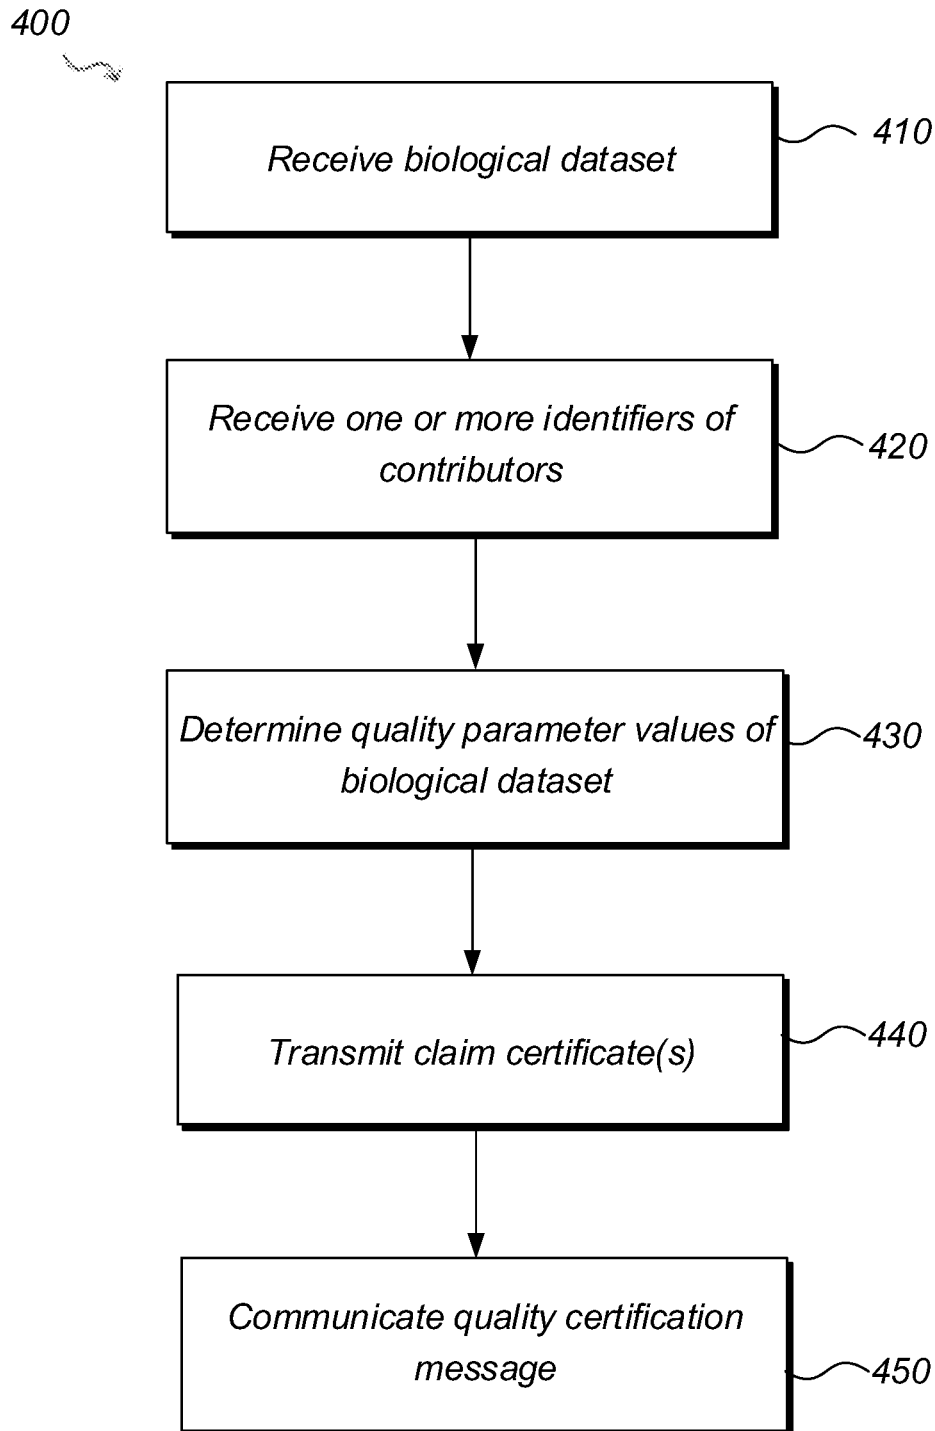 400
Receive biological dataset
410
Receive one or more identifiers of
contributors
420
Determine quality parameter values of
biological dataset
430
Transmit claim certificate(s)
440
Communicate quality certification
message
450